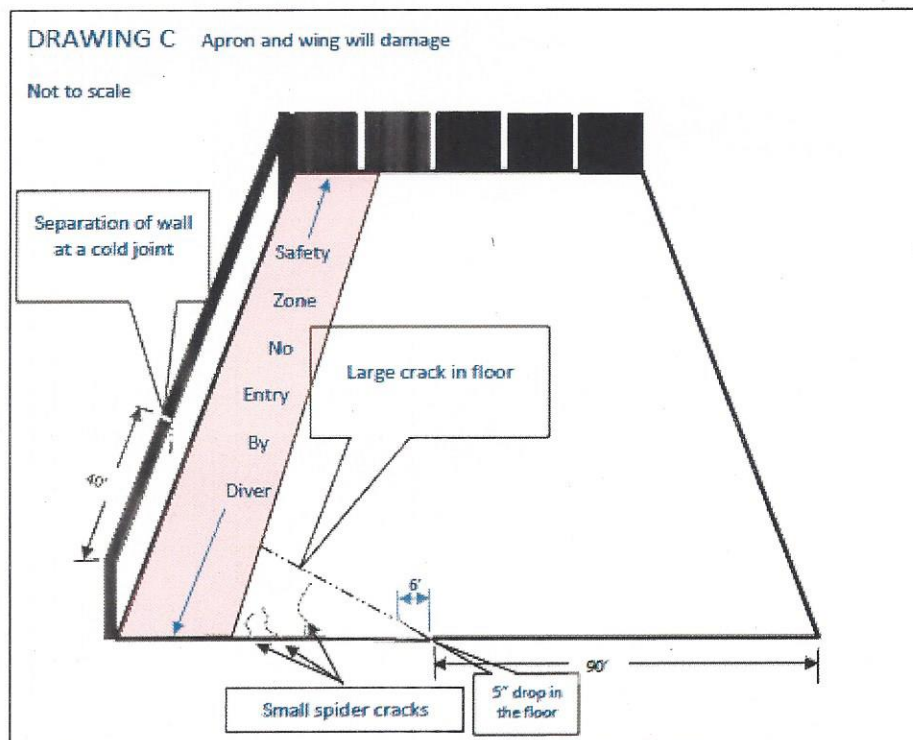 DRAWING C Apron and wing will damage
Not to scale
Separation of wall
at a cold joint
Safety
Zone
No
Entry
By
Diver
Large crack in floor
40'
6'
90'
Small spider cracks
5" drop in
the floor